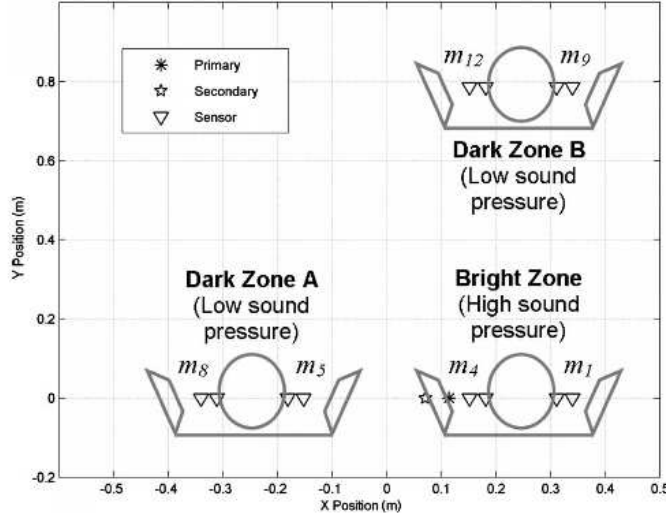 m12
m9
Primary
Secondary
Sensor
Dark Zone B
(Low sound
pressure)
Dark Zone A
(Low sound
pressure)
Bright Zone
(High sound
pressure)
m8
m5
m4
m1
0.8
0.6
0.4
0.2
0
-0.2
Y Position (m)
-0.5
-0.4
-0.3
-0.2
-0.1
0
0.1
0.2
0.3
0.4
0.5
X Position (m)